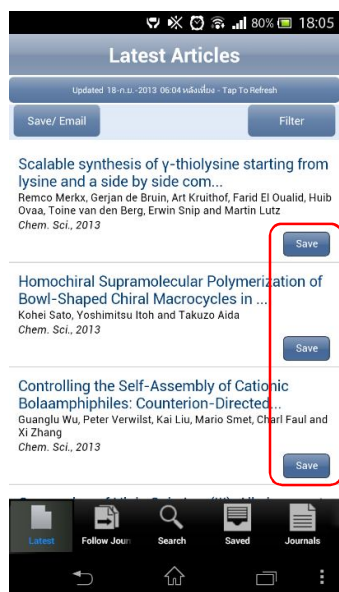 80% 18:05
Latest Articles
Updated 18-ก.ย.-2013 06:04 หลังเที่ยง - Tap To Refresh
Save/ Email
Filter
Scalable synthesis of γ-thiolysine starting from
lysine and a side by side com...
Remco Merkx, Gerjan de Bruin, Art Kruithof, Farid El Oualid, Huib
Ovaa, Toine van den Berg, Erwin Snip and Martin Lutz
Chem. Sci., 2013
Save
Homochiral Supramolecular Polymerization of
Bowl-Shaped Chiral Macrocycles in ...
Kohei Sato, Yoshimitsu Itoh and Takuzo Aida
Chem. Sci., 2013
Save
Controlling the Self-Assembly of Cationic
Bolaamphiphiles: Counterion-Directed...
Guanglu Wu, Peter Verwilst, Kai Liu, Mario Smet, Charl Faul and
Xi Zhang
Chem. Sci., 2013
Save
Latest
Follow Jour
Search
Saved
Journals